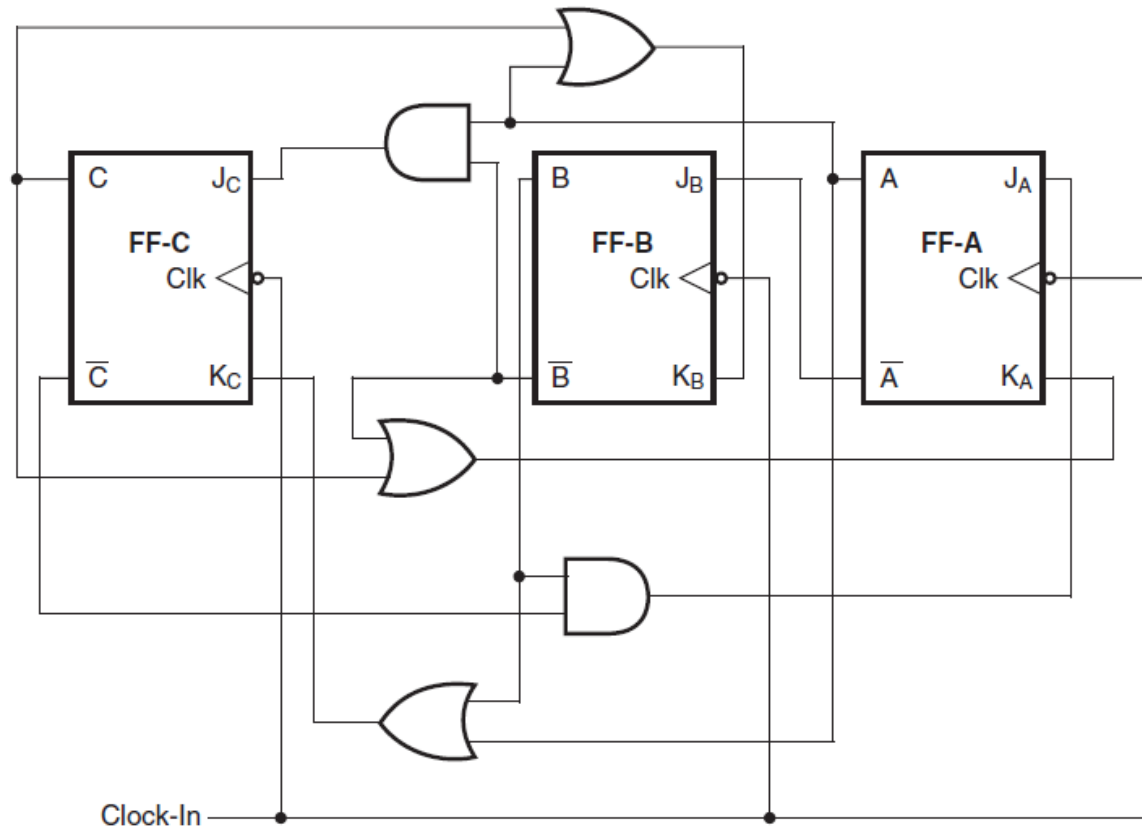 C J_C B J_B A J_A
FF-C FF-B FF-A
Clk Clk Clk
C̅ K_C B̅ K_B A̅ K_A
Clock-In